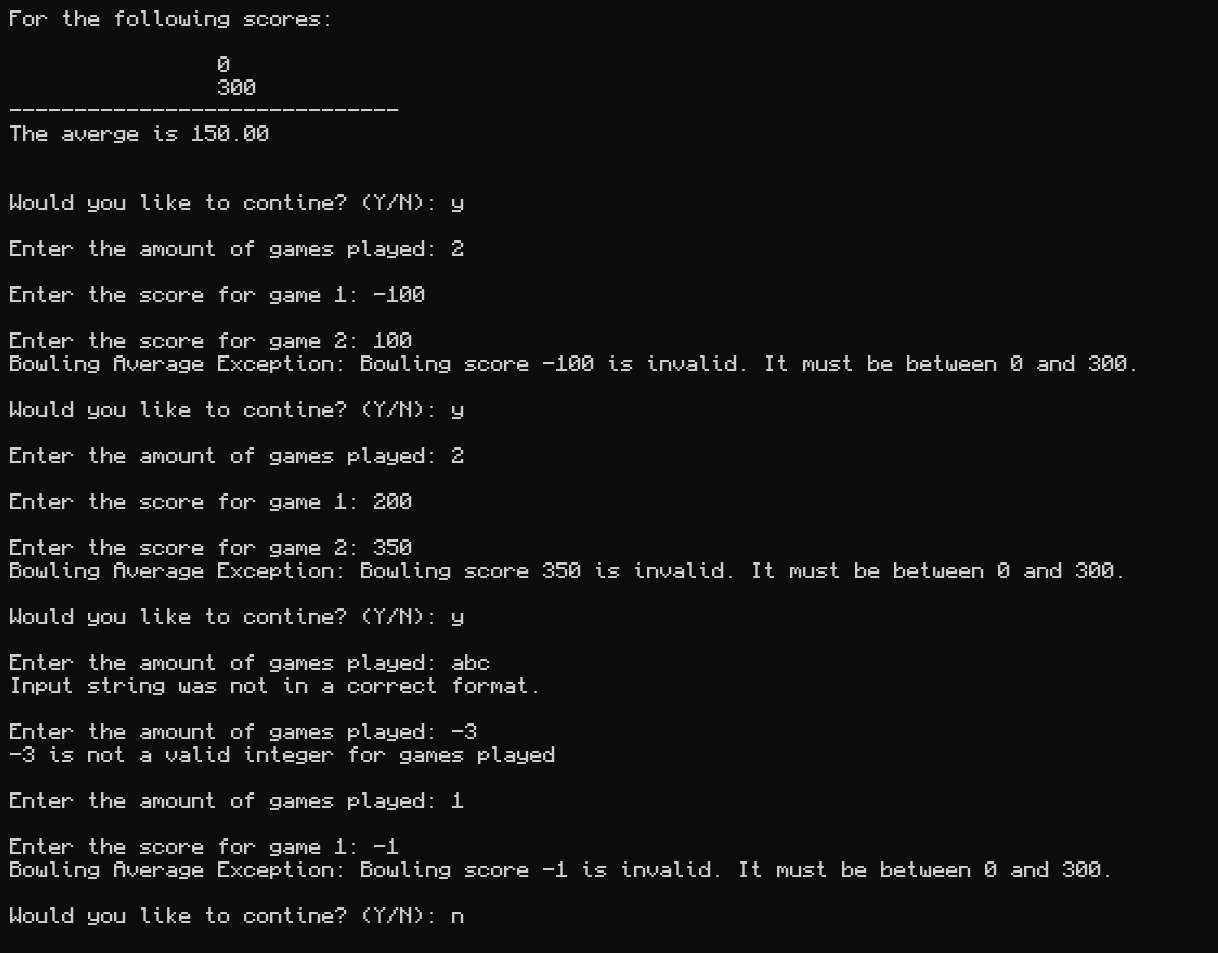 For the following scores:
0
300
------------------------------
The averge is 150.00
Would you like to contine? (Y/N): y
Enter the amount of games played: 2
Enter the score for game 1: -100
Enter the score for game 2: 100
Bowling Average Exception: Bowling score -100 is invalid. It must be between 0 and 300.
Would you like to contine? (Y/N): y
Enter the amount of games played: 2
Enter the score for game 1: 200
Enter the score for game 2: 350
Bowling Average Exception: Bowling score 350 is invalid. It must be between 0 and 300.
Would you like to contine? (Y/N): y
Enter the amount of games played: abc
Input string was not in a correct format.
Enter the amount of games played: -3
-3 is not a valid integer for games played
Enter the amount of games played: 1
Enter the score for game 1: -1
Bowling Average Exception: Bowling score -1 is invalid. It must be between 0 and 300.
Would you like to contine? (Y/N): n